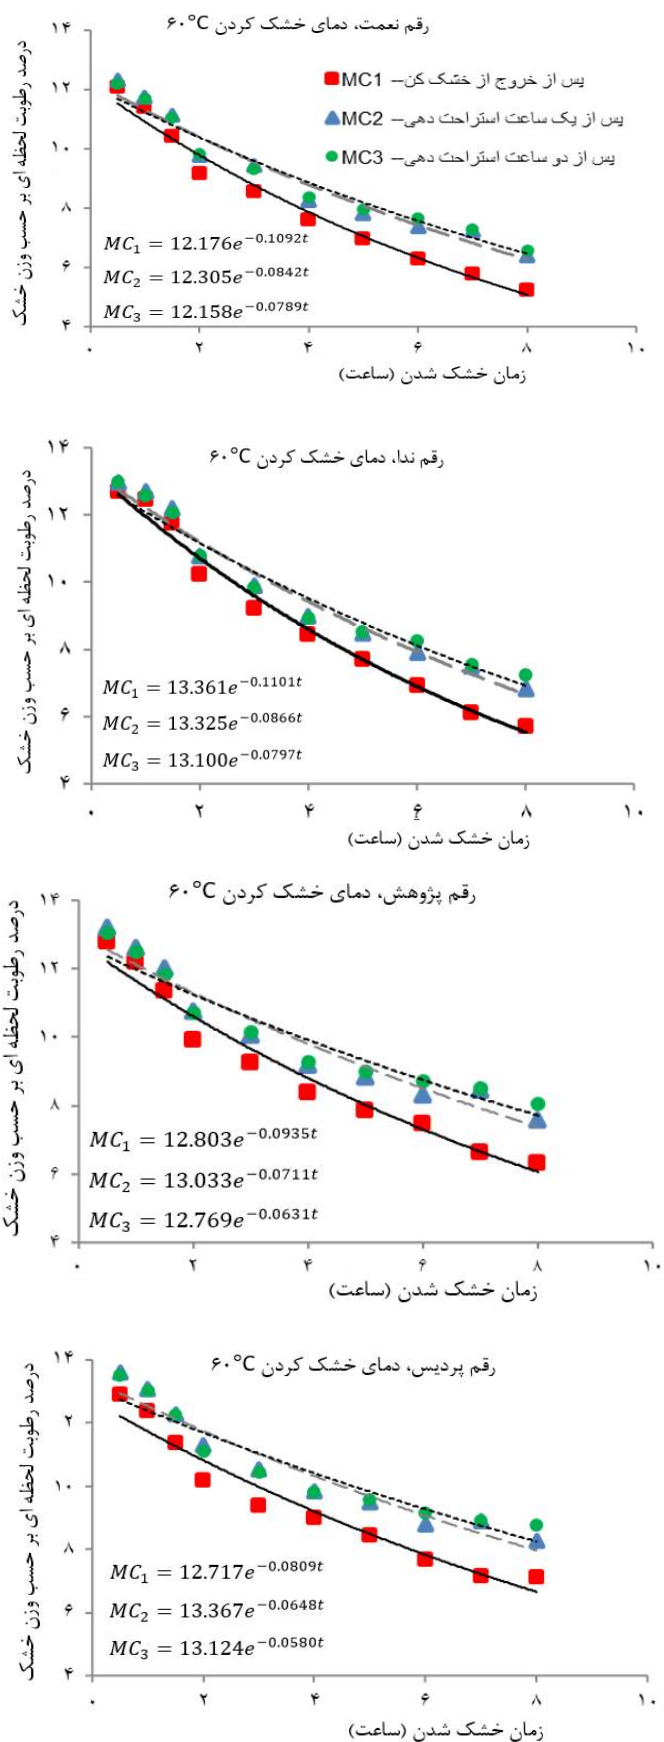 رقم نعمت، دمای خشک کردن ۶۰°C
درصد رطوبت لحظه ای بر حسب وزن خشک
۱۴
۱۲
۱۰
۸
۶
۴
MC1 --پس از خروج از خشک کن
MC2 --پس از یک ساعت استراحت دهی
MC3 --پس از دو ساعت استراحت دهی
MC₁ = 12.176e^−0.1092t
MC₂ = 12.305e^−0.0842t
MC₃ = 12.158e^−0.0789t
۰ ۲ ۴ ۶ ۸ ۱۰
زمان خشک شدن (ساعت)
رقم ندا، دمای خشک کردن ۶۰°C
درصد رطوبت لحظه ای بر حسب وزن خشک
۱۴
۱۲
۱۰
۸
۶
۴
MC₁ = 13.361e^−0.1101t
MC₂ = 13.325e^−0.0866t
MC₃ = 13.100e^−0.0797t
۰ ۲ ۴ ۶ ۸ ۱۰
زمان خشک شدن (ساعت)
رقم پژوهش، دمای خشک کردن ۶۰°C
درصد رطوبت لحظه ای بر حسب وزن خشک
۱۴
۱۲
۱۰
۸
۶
۴
MC₁ = 12.803e^−0.0935t
MC₂ = 13.033e^−0.0711t
MC₃ = 12.769e^−0.0631t
۰ ۲ ۴ ۶ ۸ ۱۰
زمان خشک شدن (ساعت)
رقم پردیس، دمای خشک کردن ۶۰°C
درصد رطوبت لحظه ای بر حسب وزن خشک
۱۴
۲
۱۰
۸
۶
۴
MC₁ = 12.717e^−0.0809t
MC₂ = 13.367e^−0.0648t
MC₃ = 13.124e^−0.0580t
۰ ۲ ۴ ۶ ۸ ۱۰
زمان خشک شدن (ساعت)